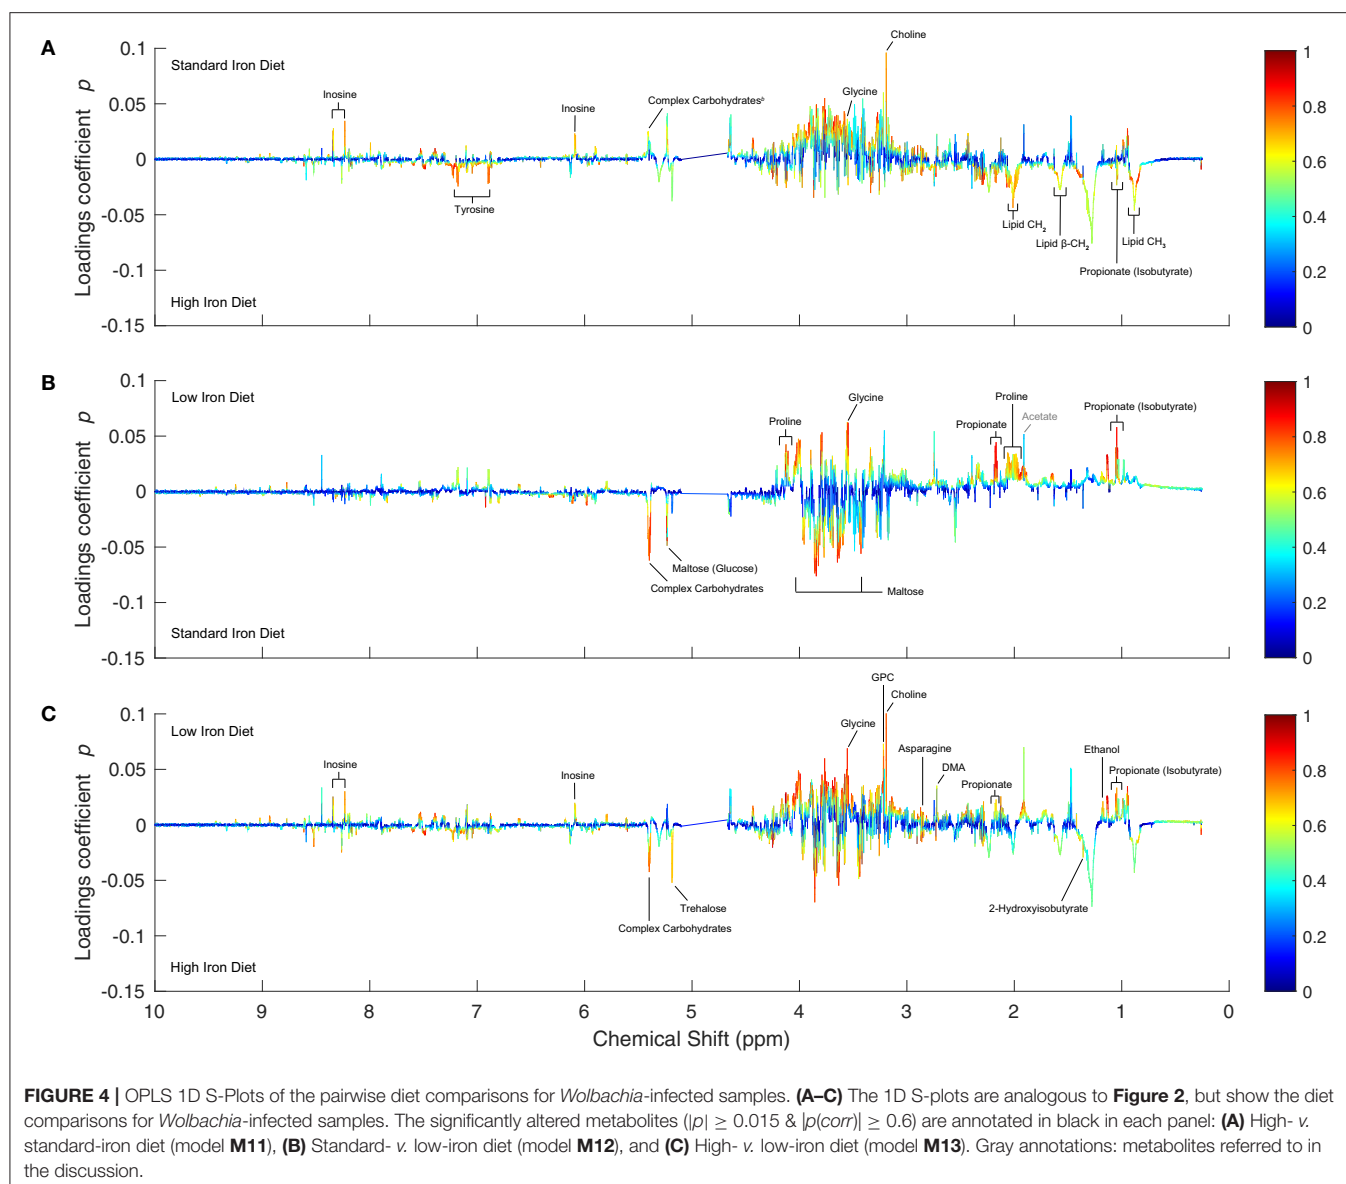 A
Loadings coefficient p
0.1
0.05
0
-0.05
-0.1
-0.15
Standard Iron Diet
High Iron Diet
Inosine
Tyrosine
Inosine
Complex Carbohydratesᵇ
Glycine
Choline
Lipid CH₂
Lipid β-CH₂
Propionate (Isobutyrate)
Lipid CH₃
1
0.8
0.6
0.4
0.2
0
B
Loadings coefficient p
0.1
0.05
0
-0.05
-0.1
-0.15
Low Iron Diet
Standard Iron Diet
Complex Carbohydrates
Maltose (Glucose)
Proline
Glycine
Maltose
Propionate
Proline
Acetate
Propionate (Isobutyrate)
1
0.8
0.6
0.4
0.2
0
C
Loadings coefficient p
0.1
0.05
0
-0.05
-0.1
-0.15
Low Iron Diet
High Iron Diet
Inosine
Inosine
Complex Carbohydrates
Trehalose
Glycine
GPC
Choline
Asparagine
DMA
Propionate
Ethanol
Propionate (Isobutyrate)
2-Hydroxyisobutyrate
1
0.8
0.6
0.4
0.2
0
10 9 8 7 6 5 4 3 2 1 0
Chemical Shift (ppm)
FIGURE 4 | OPLS 1D S-Plots of the pairwise diet comparisons for Wolbachia-infected samples. (A–C) The 1D S-plots are analogous to Figure 2, but show the diet
comparisons for Wolbachia-infected samples. The significantly altered metabolites (|p| ≥ 0.015 & |p(corr)| ≥ 0.6) are annotated in black in each panel: (A) High- v.
standard-iron diet (model M11), (B) Standard- v. low-iron diet (model M12), and (C) High- v. low-iron diet (model M13). Gray annotations: metabolites referred to in
the discussion.